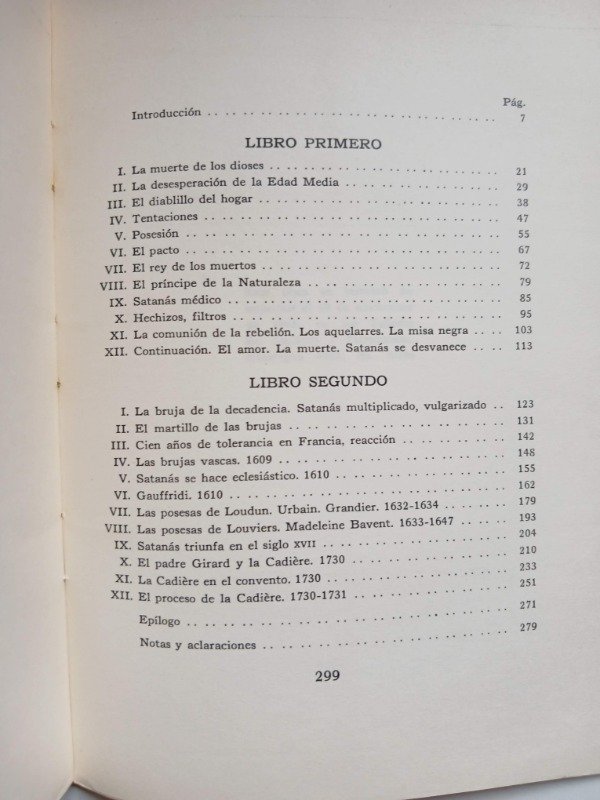 Pág.
Introducción .. .. .. .. .. .. .. .. .. .. .. .. .. .. .. .. .. 7
LIBRO PRIMERO
I. La muerte de los dioses .. .. .. .. .. .. .. .. .. .. .. .. 21
II. La desesperación de la Edad Media .. .. .. .. .. .. .. .. 29
III. El diablillo del hogar .. .. .. .. .. .. .. .. .. .. .. .. 38
IV. Tentaciones .. .. .. .. .. .. .. .. .. .. .. .. .. .. .. 47
V. Posesión .. .. .. .. .. .. .. .. .. .. .. .. .. .. .. .. 55
VI. El pacto .. .. .. .. .. .. .. .. .. .. .. .. .. .. .. .. 67
VII. El rey de los muertos .. .. .. .. .. .. .. .. .. .. .. .. 72
VIII. El príncipe de la Naturaleza .. .. .. .. .. .. .. .. .. .. 79
IX. Satanás médico .. .. .. .. .. .. .. .. .. .. .. .. .. .. 85
X. Hechizos, filtros .. .. .. .. .. .. .. .. .. .. .. .. .. .. 95
XI. La comunión de la rebelión. Los aquelarres. La misa negra .. .. 103
XII. Continuación. El amor. La muerte. Satanás se desvanece .. .. 113
LIBRO SEGUNDO
I. La bruja de la decadencia. Satanás multiplicado, vulgarizado .. 123
II. El martillo de las brujas .. .. .. .. .. .. .. .. .. .. .. 131
III. Cien años de tolerancia en Francia, reacción .. .. .. .. .. 142
IV. Las brujas vascas. 1609 .. .. .. .. .. .. .. .. .. .. .. 148
V. Satanás se hace eclesiástico. 1610 .. .. .. .. .. .. .. .. 155
VI. Gauffridi. 1610 .. .. .. .. .. .. .. .. .. .. .. .. .. .. 162
VII. Las posesas de Loudun. Urbain. Grandier. 1632-1634 .. .. .. 179
VIII. Las posesas de Louviers. Madeleine Bavent. 1633-1647 .. .. 193
IX. Satanás triunfa en el siglo XVII .. .. .. .. .. .. .. .. .. 204
X. El padre Girard y la Cadière. 1730 .. .. .. .. .. .. .. .. 210
XI. La Cadière en el convento. 1730 .. .. .. .. .. .. .. .. .. 233
XII. El proceso de la Cadière. 1730-1731 .. .. .. .. .. .. .. .. 251
Epílogo .. .. .. .. .. .. .. .. .. .. .. .. .. .. .. .. .. 271
Notas y aclaraciones .. .. .. .. .. .. .. .. .. .. .. .. .. 279
299